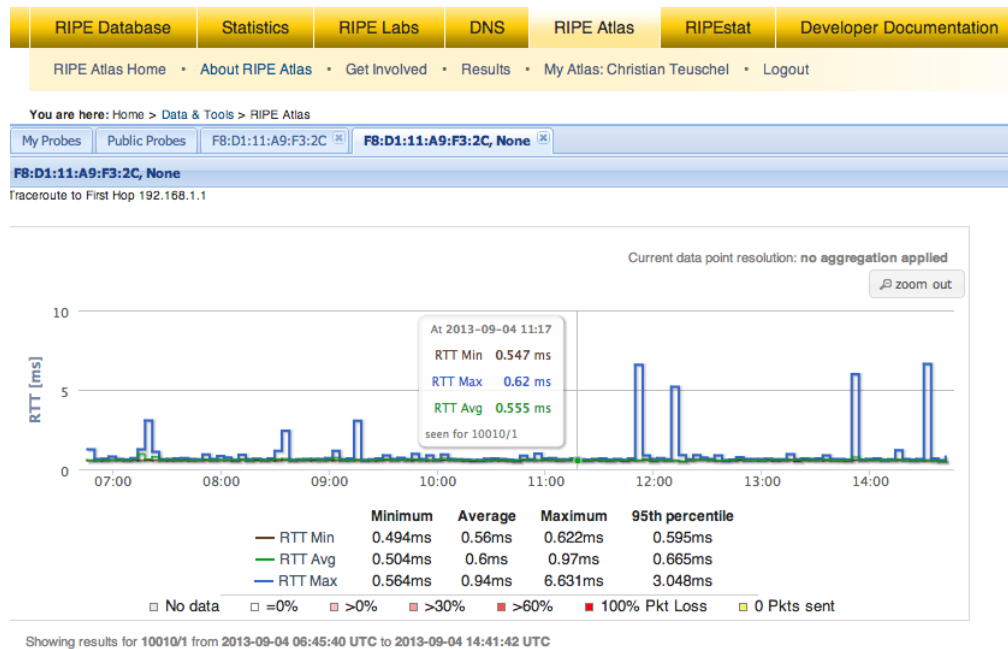 RIPE Database Statistics RIPE Labs DNS RIPE Atlas RIPEstat Developer Documentation
RIPE Atlas Home • About RIPE Atlas • Get Involved • Results • My Atlas: Christian Teuschel • Logout
You are here: Home > Data & Tools > RIPE Atlas
My Probes Public Probes F8:D1:11:A9:F3:2C F8:D1:11:A9:F3:2C, None
F8:D1:11:A9:F3:2C, None
Traceroute to First Hop 192.168.1.1
Current data point resolution: no aggregation applied
zoom out
RTT [ms]
10
5
0
At 2013-09-04 11:17
RTT Min 0.547 ms
RTT Max 0.62 ms
RTT Avg 0.555 ms
seen for 10010/1
07:00 08:00 09:00 10:00 11:00 12:00 13:00 14:00
Minimum Average Maximum 95th percentile
RTT Min 0.494ms 0.56ms 0.622ms 0.595ms
RTT Avg 0.504ms 0.6ms 0.97ms 0.665ms
RTT Max 0.564ms 0.94ms 6.631ms 3.048ms
No data =0% >0% >30% >60% 100% Pkt Loss 0 Pkts sent
Showing results for 10010/1 from 2013-09-04 06:45:40 UTC to 2013-09-04 14:41:42 UTC